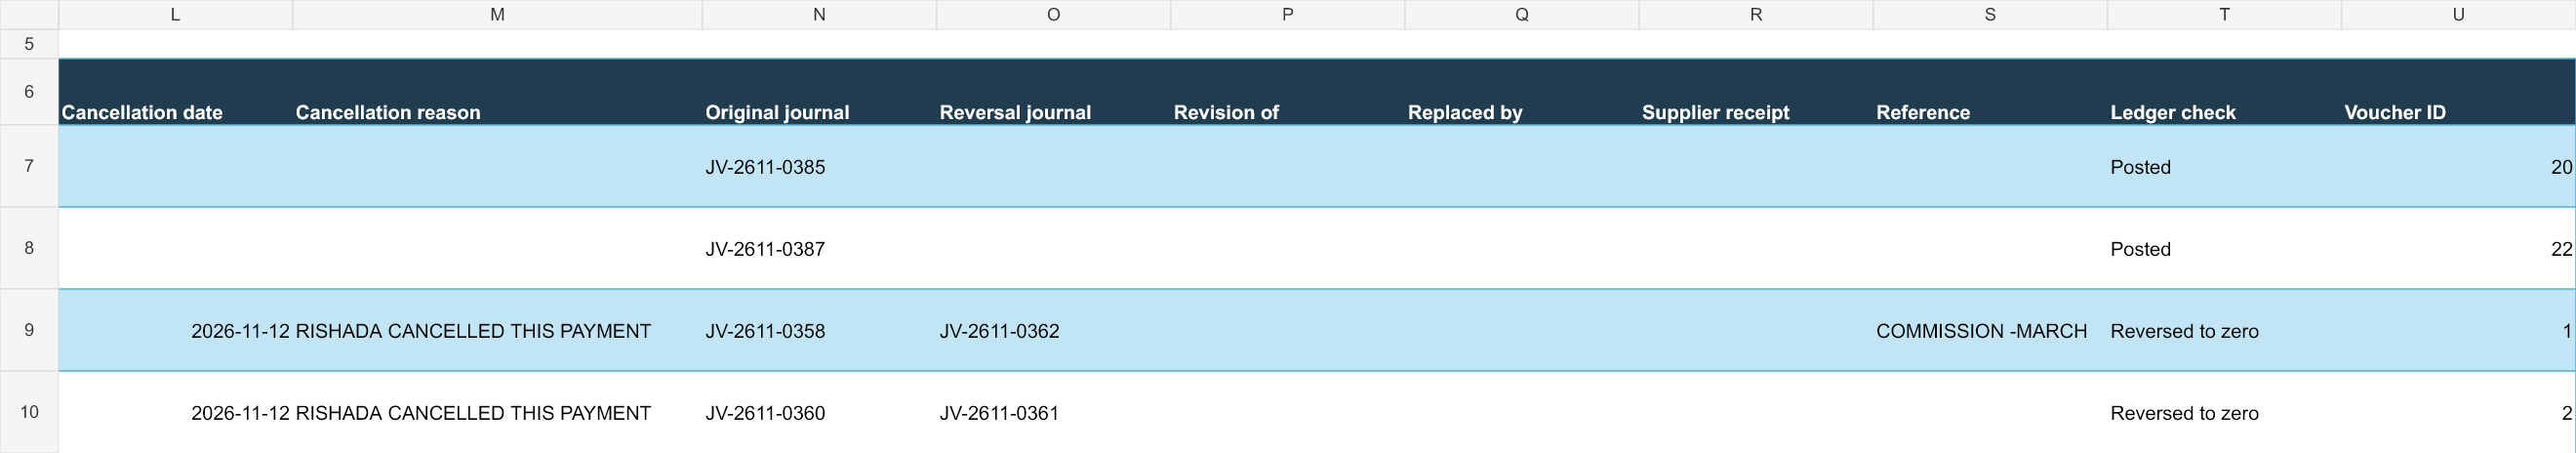 L M N O P Q R S T U
5
6 Cancellation date Cancellation reason Original journal Reversal journal Revision of Replaced by Supplier receipt Reference Ledger check Voucher ID
7 JV-2611-0385 Posted 20
8 JV-2611-0387 Posted 22
9 2026-11-12 RISHADA CANCELLED THIS PAYMENT JV-2611-0358 JV-2611-0362 COMMISSION -MARCH Reversed to zero 1
10 2026-11-12 RISHADA CANCELLED THIS PAYMENT JV-2611-0360 JV-2611-0361 Reversed to zero 2